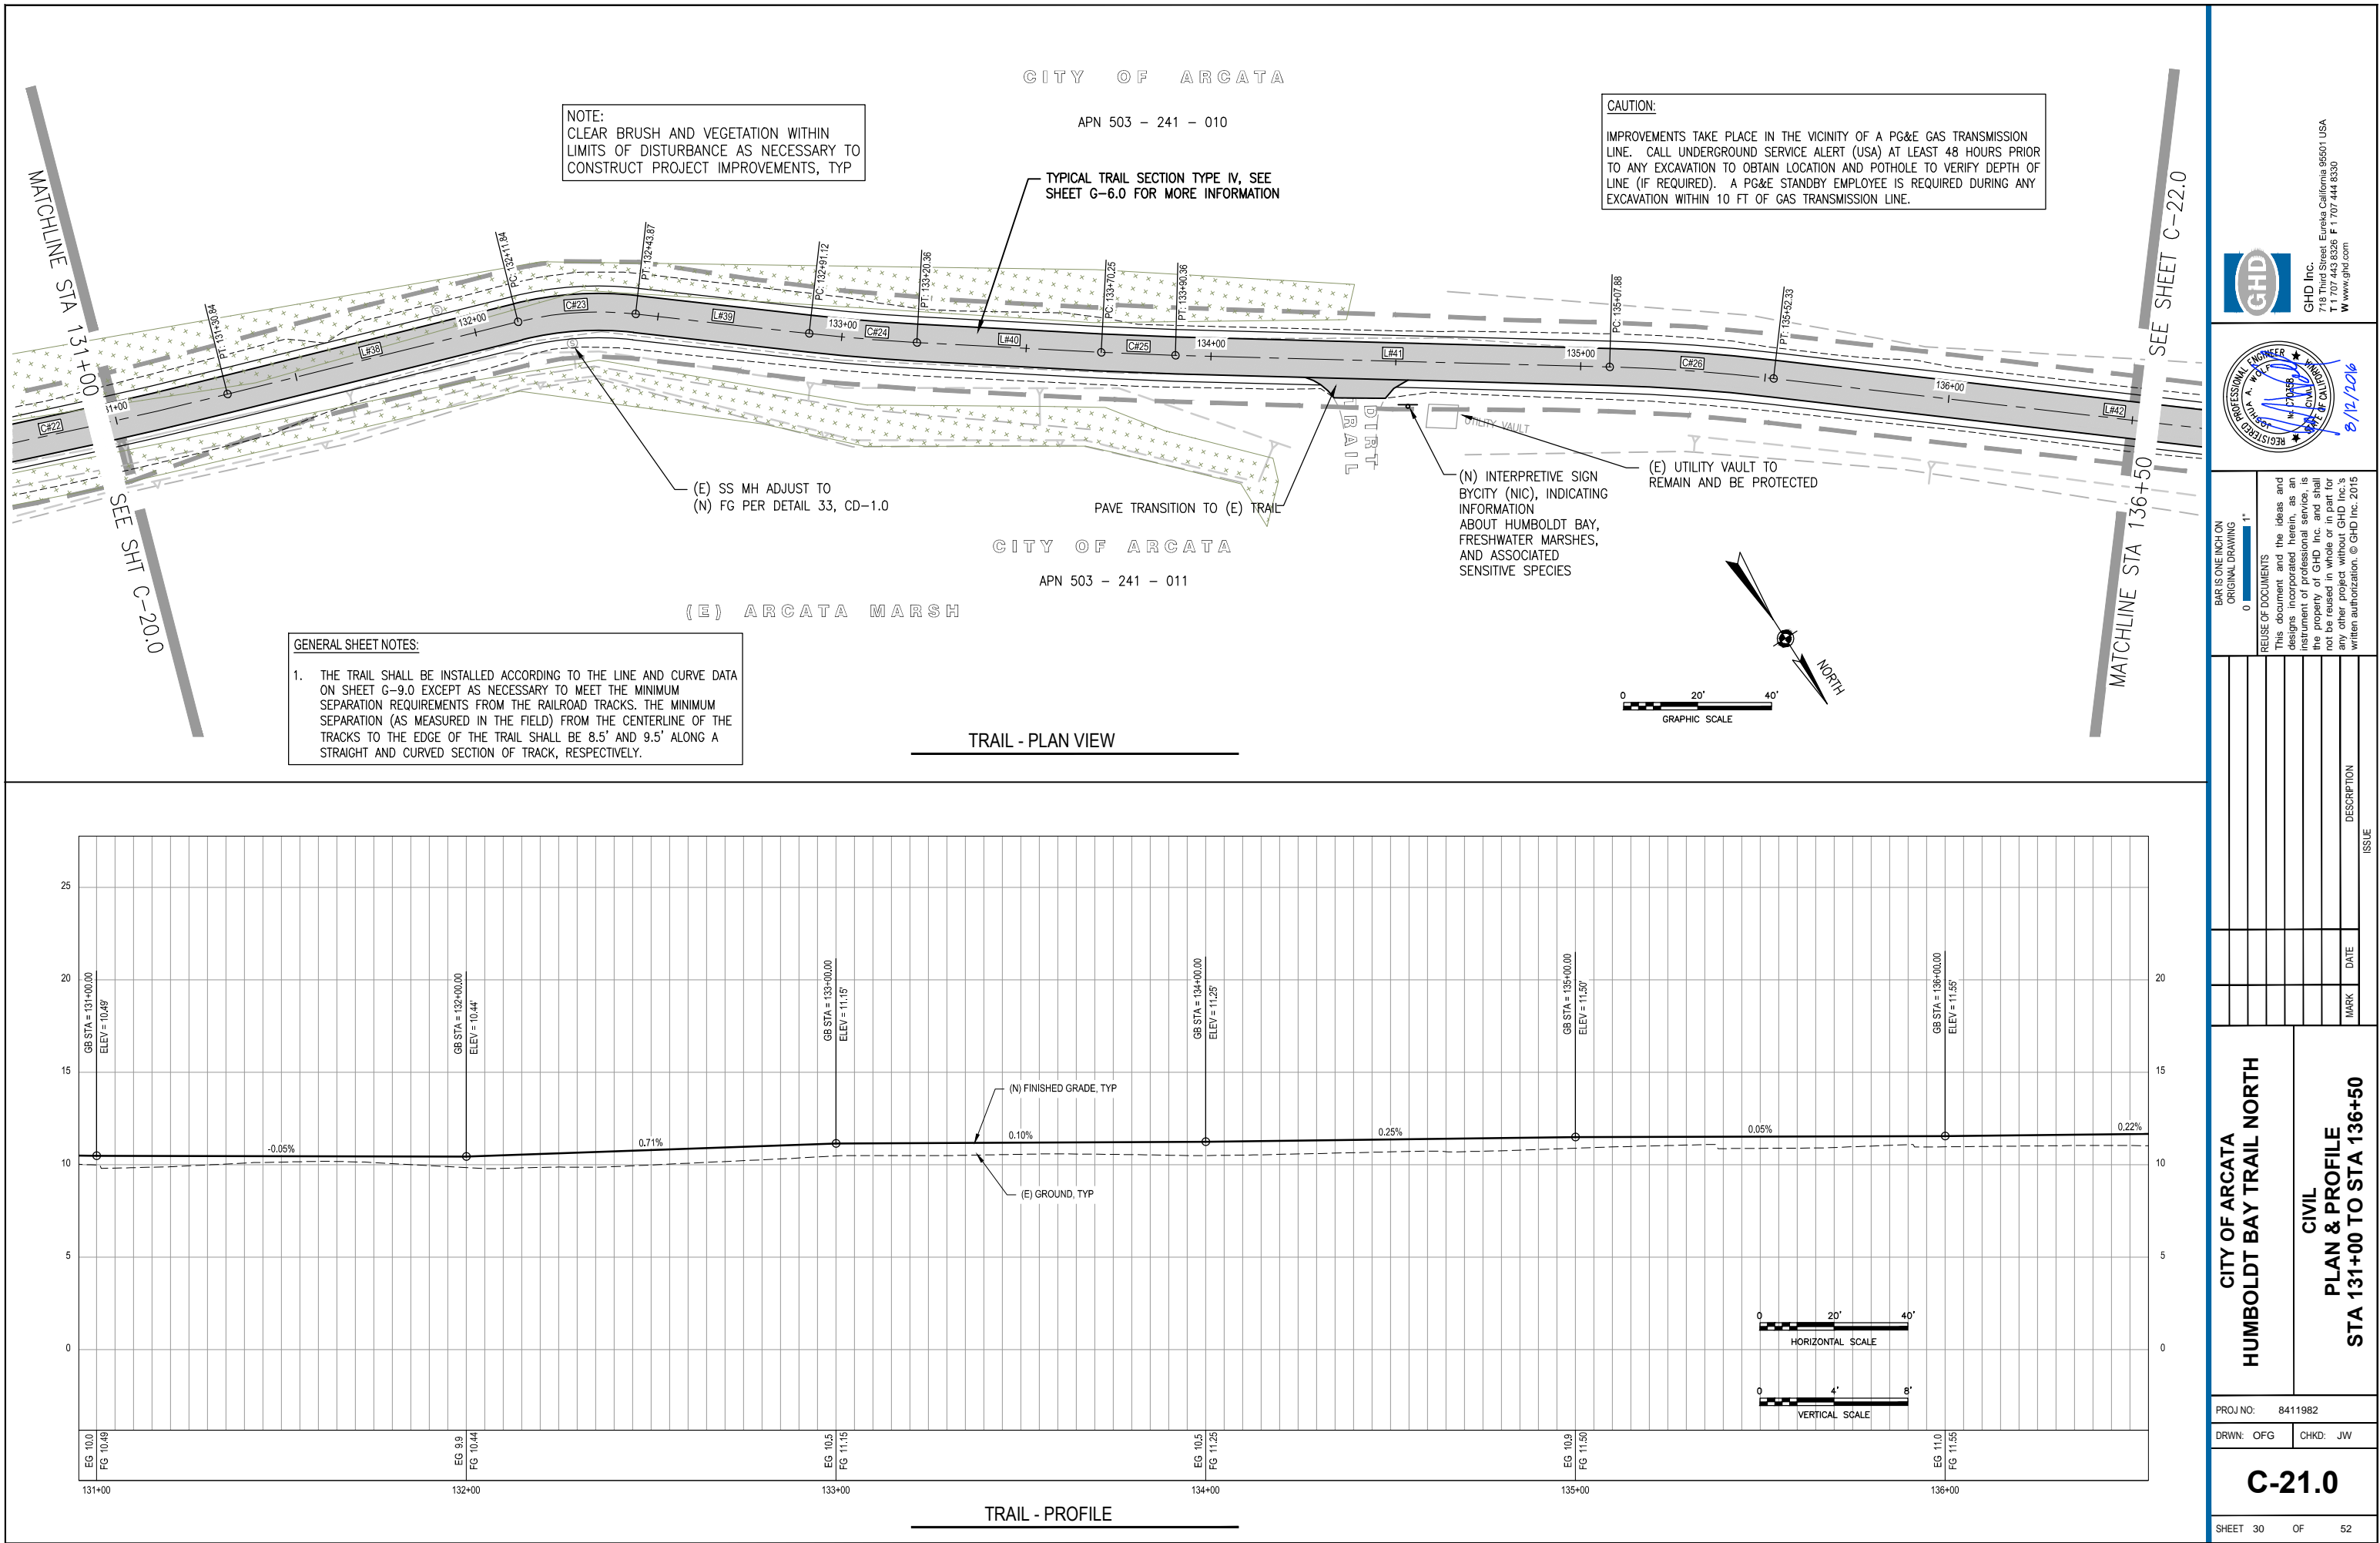 CITY OF ARCATA
APN 503 - 241 - 010
NOTE:
CLEAR BRUSH AND VEGETATION WITHIN
LIMITS OF DISTURBANCE AS NECESSARY TO
CONSTRUCT PROJECT IMPROVEMENTS, TYP
TYPICAL TRAIL SECTION TYPE IV, SEE
SHEET G-6.0 FOR MORE INFORMATION
CAUTION:
IMPROVEMENTS TAKE PLACE IN THE VICINITY OF A PG&E GAS TRANSMISSION
LINE. CALL UNDERGROUND SERVICE ALERT (USA) AT LEAST 48 HOURS PRIOR
TO ANY EXCAVATION TO OBTAIN LOCATION AND POTHOLE TO VERIFY DEPTH OF
LINE (IF REQUIRED). A PG&E STANDBY EMPLOYEE IS REQUIRED DURING ANY
EXCAVATION WITHIN 10 FT OF GAS TRANSMISSION LINE.
MATCHLINE STA 131+00
SEE SHT C-20.0
MATCHLINE STA 136+50
SEE SHEET C-22.0
PT: 131+30.84
PC: 132+11.84
PT: 132+43.87
PC: 132+91.12
PT: 133+20.36
PC: 133+70.25
PT: 133+90.36
PC: 135+07.88
PT: 135+52.33
C#22
31+00
L#38
132+00
C#23
L#39
133+00
C#24
L#40
C#25
134+00
L#41
135+00
C#26
136+00
L#42
S
S
DIRT
TRAIL
UTILITY VAULT
(E) SS MH ADJUST TO
(N) FG PER DETAIL 33, CD-1.0
PAVE TRANSITION TO (E) TRAIL
(N) INTERPRETIVE SIGN
BYCITY (NIC), INDICATING
INFORMATION
ABOUT HUMBOLDT BAY,
FRESHWATER MARSHES,
AND ASSOCIATED
SENSITIVE SPECIES
(E) UTILITY VAULT TO
REMAIN AND BE PROTECTED
CITY OF ARCATA
APN 503 - 241 - 011
(E) ARCATA MARSH
GENERAL SHEET NOTES:
1. THE TRAIL SHALL BE INSTALLED ACCORDING TO THE LINE AND CURVE DATA
ON SHEET G-9.0 EXCEPT AS NECESSARY TO MEET THE MINIMUM
SEPARATION REQUIREMENTS FROM THE RAILROAD TRACKS. THE MINIMUM
SEPARATION (AS MEASURED IN THE FIELD) FROM THE CENTERLINE OF THE
TRACKS TO THE EDGE OF THE TRAIL SHALL BE 8.5' AND 9.5' ALONG A
STRAIGHT AND CURVED SECTION OF TRACK, RESPECTIVELY.
NORTH
0 20' 40'
GRAPHIC SCALE
TRAIL - PLAN VIEW
25
20
15
10
5
0
20
15
10
5
0
GB STA = 131+00.00
ELEV = 10.49'
GB STA = 132+00.00
ELEV = 10.44'
GB STA = 133+00.00
ELEV = 11.15'
GB STA = 134+00.00
ELEV = 11.25'
GB STA = 135+00.00
ELEV = 11.50'
GB STA = 136+00.00
ELEV = 11.55'
-0.05%
0.71%
0.10%
0.25%
0.05%
0.22%
(N) FINISHED GRADE, TYP
(E) GROUND, TYP
0 20' 40'
HORIZONTAL SCALE
0 4' 8'
VERTICAL SCALE
EG 10.0
FG 10.49
EG 9.9
FG 10.44
EG 10.5
FG 11.15
EG 10.5
FG 11.25
EG 10.9
FG 11.50
EG 11.0
FG 11.55
131+00 132+00 133+00 134+00 135+00 136+00
TRAIL - PROFILE
GHD
GHD Inc.
718 Third Street Eureka California 95501 USA
T 1 707 443 8326 F 1 707 444 8330
W www.ghd.com
REGISTERED PROFESSIONAL ENGINEER
JOSHUA A. WOLF
No. C70358
CIVIL
STATE OF CALIFORNIA
8/12/2016
BAR IS ONE INCH ON
ORIGINAL DRAWING
0 1"
REUSE OF DOCUMENTS
This document and the ideas and
designs incorporated herein, as an
instrument of professional service, is
the property of GHD Inc. and shall
not be reused in whole or in part for
any other project without GHD Inc.'s
written authorization. © GHD Inc. 2015
MARK DATE DESCRIPTION
ISSUE
CITY OF ARCATA
HUMBOLDT BAY TRAIL NORTH
CIVIL
PLAN & PROFILE
STA 131+00 TO STA 136+50
PROJ NO: 8411982
DRWN: OFG CHKD: JW
C-21.0
SHEET 30 OF 52